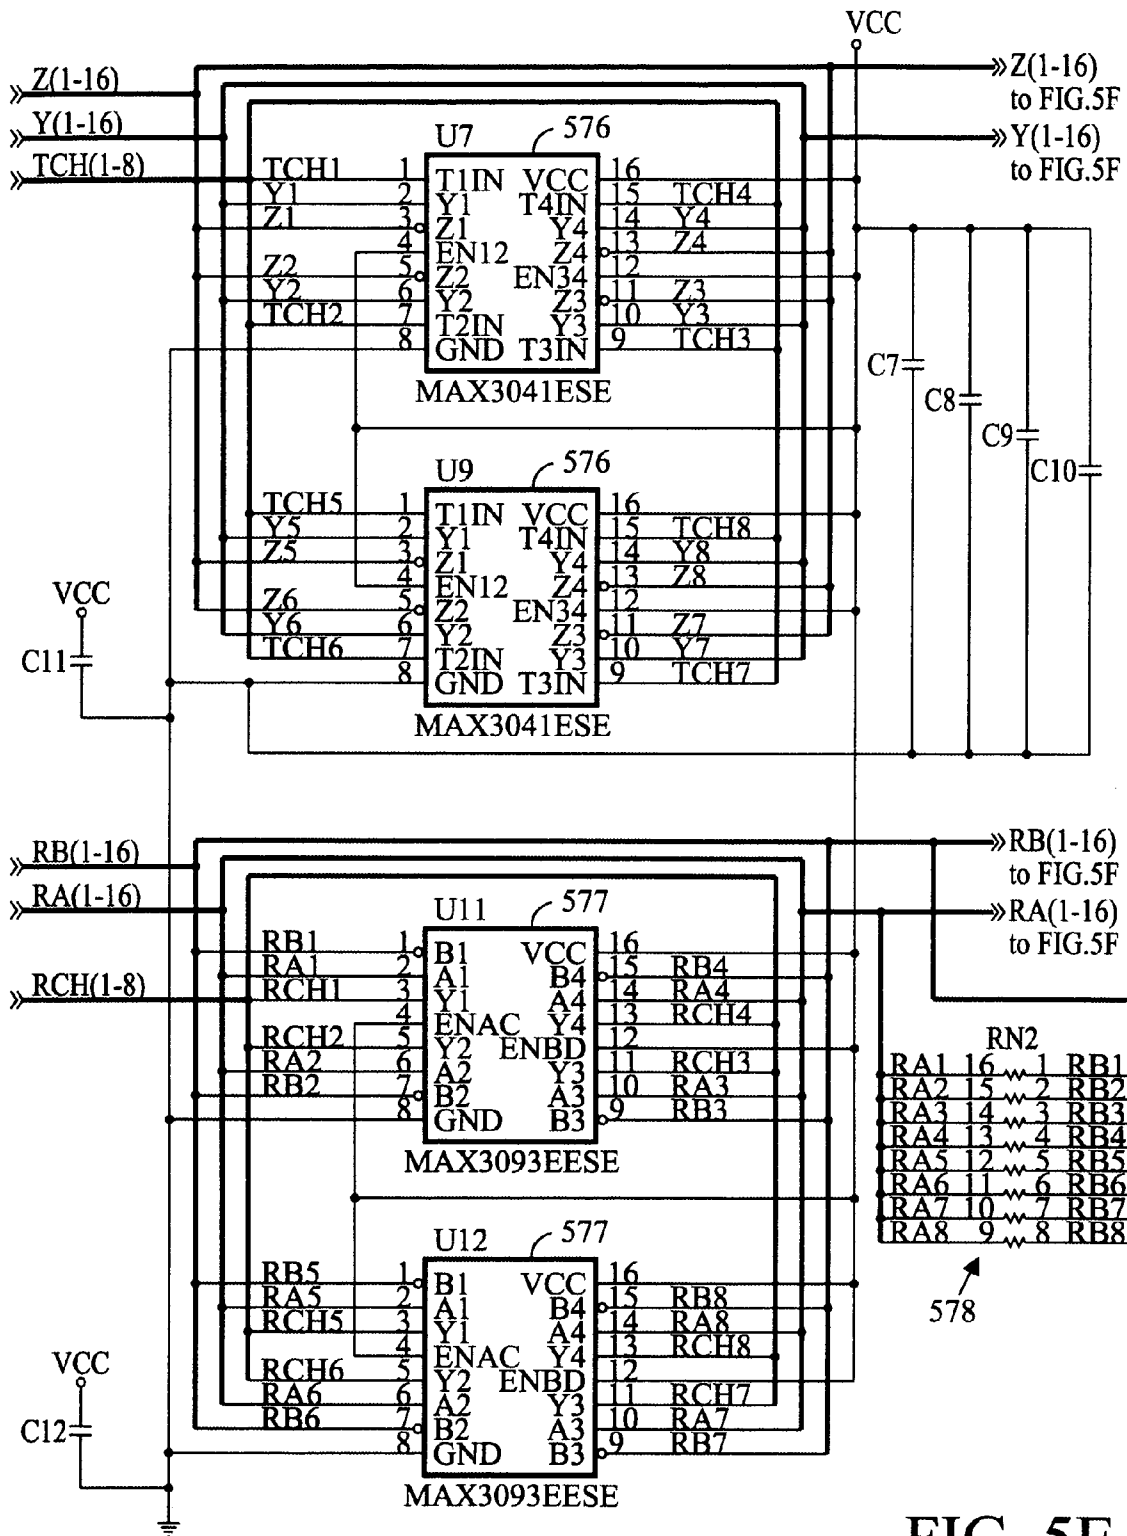 VCC
Z(1-16)
Y(1-16)
TCH(1-8)
Z(1-16)
to FIG.5F
Y(1-16)
to FIG.5F
U7 576
TCH1 1 T1IN VCC 16
Y1 2 Y1 T4IN 15 TCH4
Z1 3 Z1 Y4 14 Y4
4 EN12 Z4 13 Z4
Z2 5 Z2 EN34 12
Y2 6 Y2 Z3 11 Z3
TCH2 7 T2IN Y3 10 Y3
8 GND T3IN 9 TCH3
MAX3041ESE
C7
C8
C9
C10
U9 576
TCH5 1 T1IN VCC 16
Y5 2 Y1 T4IN 15 TCH8
Z5 3 Z1 Y4 14 Y8
4 EN12 Z4 13 Z8
Z6 5 Z2 EN34 12
Y6 6 Y2 Z3 11 Z7
TCH6 7 T2IN Y3 10 Y7
8 GND T3IN 9 TCH7
MAX3041ESE
VCC
C11
RB(1-16)
RA(1-16)
RCH(1-8)
RB(1-16)
to FIG.5F
RA(1-16)
to FIG.5F
U11 577
RB1 1 B1 VCC 16
RA1 2 A1 B4 15 RB4
RCH1 3 Y1 A4 14 RA4
4 ENAC Y4 13 RCH4
RCH2 5 Y2 ENBD 12
RA2 6 A2 Y3 11 RCH3
RB2 7 B2 A3 10 RA3
8 GND B3 9 RB3
MAX3093EESE
RN2
RA1 16 1 RB1
RA2 15 2 RB2
RA3 14 3 RB3
RA4 13 4 RB4
RA5 12 5 RB5
RA6 11 6 RB6
RA7 10 7 RB7
RA8 9 8 RB8
578
U12 577
RB5 1 B1 VCC 16
RA5 2 A1 B4 15 RB8
RCH5 3 Y1 A4 14 RA8
4 ENAC Y4 13 RCH8
RCH6 5 Y2 ENBD 12
RA6 6 A2 Y3 11 RCH7
RB6 7 B2 A3 10 RA7
8 GND B3 9 RB7
MAX3093EESE
VCC
C12